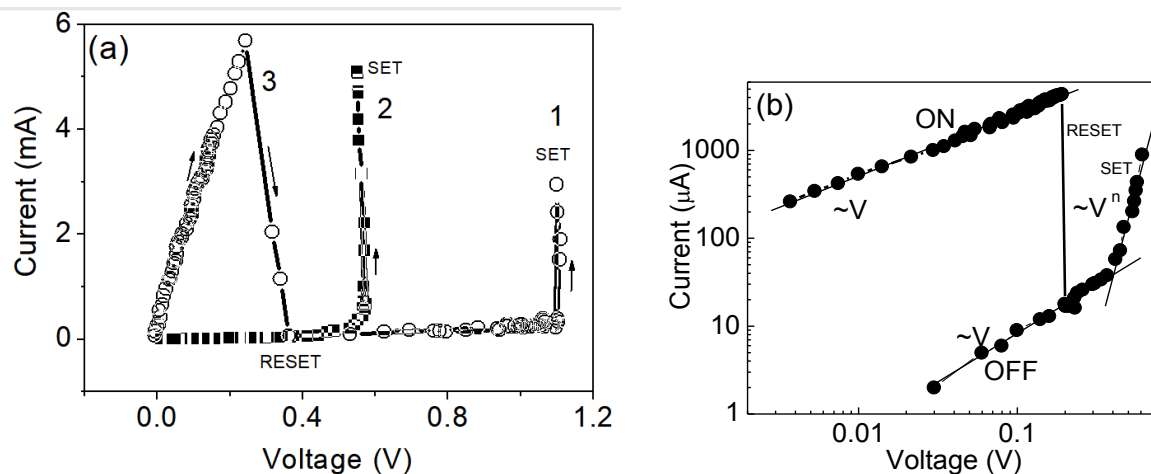 (a)
6
4
2
0
Current (mA)
3
SET
2
1
SET
RESET
0.0 0.4 0.8 1.2
Voltage (V)
(b)
1000
100
10
1
Current (μA)
ON
RESET
SET
~V
~Vⁿ
~V
OFF
0.01 0.1
Voltage (V)